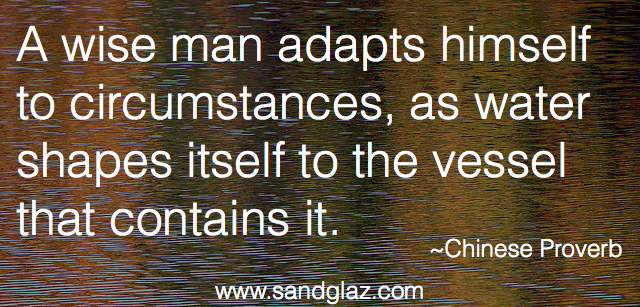 A wise man adapts himself
to circumstances, as water
shapes itself to the vessel
that contains it.
~Chinese Proverb
www.sandglaz.com